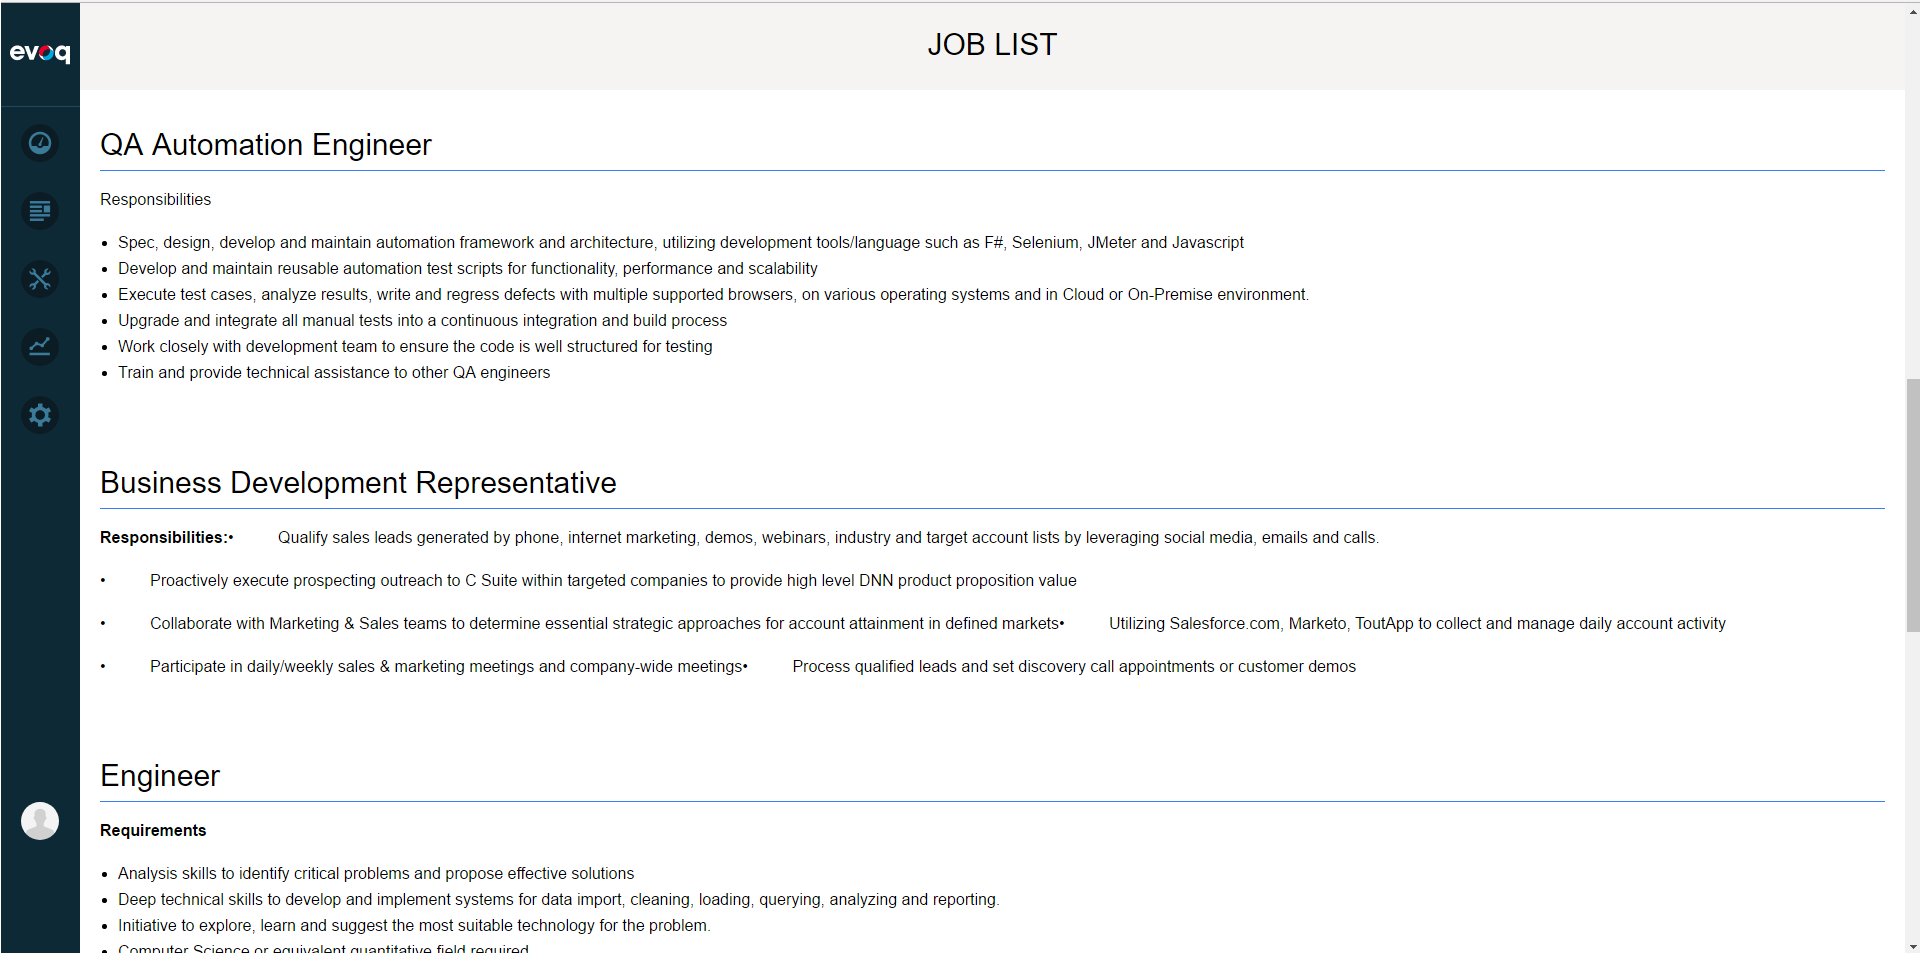 evoq
JOB LIST
QA Automation Engineer
Responsibilities
• Spec, design, develop and maintain automation framework and architecture, utilizing development tools/language such as F#, Selenium, JMeter and Javascript
• Develop and maintain reusable automation test scripts for functionality, performance and scalability
• Execute test cases, analyze results, write and regress defects with multiple supported browsers, on various operating systems and in Cloud or On-Premise environment.
• Upgrade and integrate all manual tests into a continuous integration and build process
• Work closely with development team to ensure the code is well structured for testing
• Train and provide technical assistance to other QA engineers
Business Development Representative
Responsibilities:• Qualify sales leads generated by phone, internet marketing, demos, webinars, industry and target account lists by leveraging social media, emails and calls.
• Proactively execute prospecting outreach to C Suite within targeted companies to provide high level DNN product proposition value
• Collaborate with Marketing & Sales teams to determine essential strategic approaches for account attainment in defined markets• Utilizing Salesforce.com, Marketo, ToutApp to collect and manage daily account activity
• Participate in daily/weekly sales & marketing meetings and company-wide meetings• Process qualified leads and set discovery call appointments or customer demos
Engineer
Requirements
• Analysis skills to identify critical problems and propose effective solutions
• Deep technical skills to develop and implement systems for data import, cleaning, loading, querying, analyzing and reporting.
• Initiative to explore, learn and suggest the most suitable technology for the problem.
• Computer Science or equivalent quantitative field required